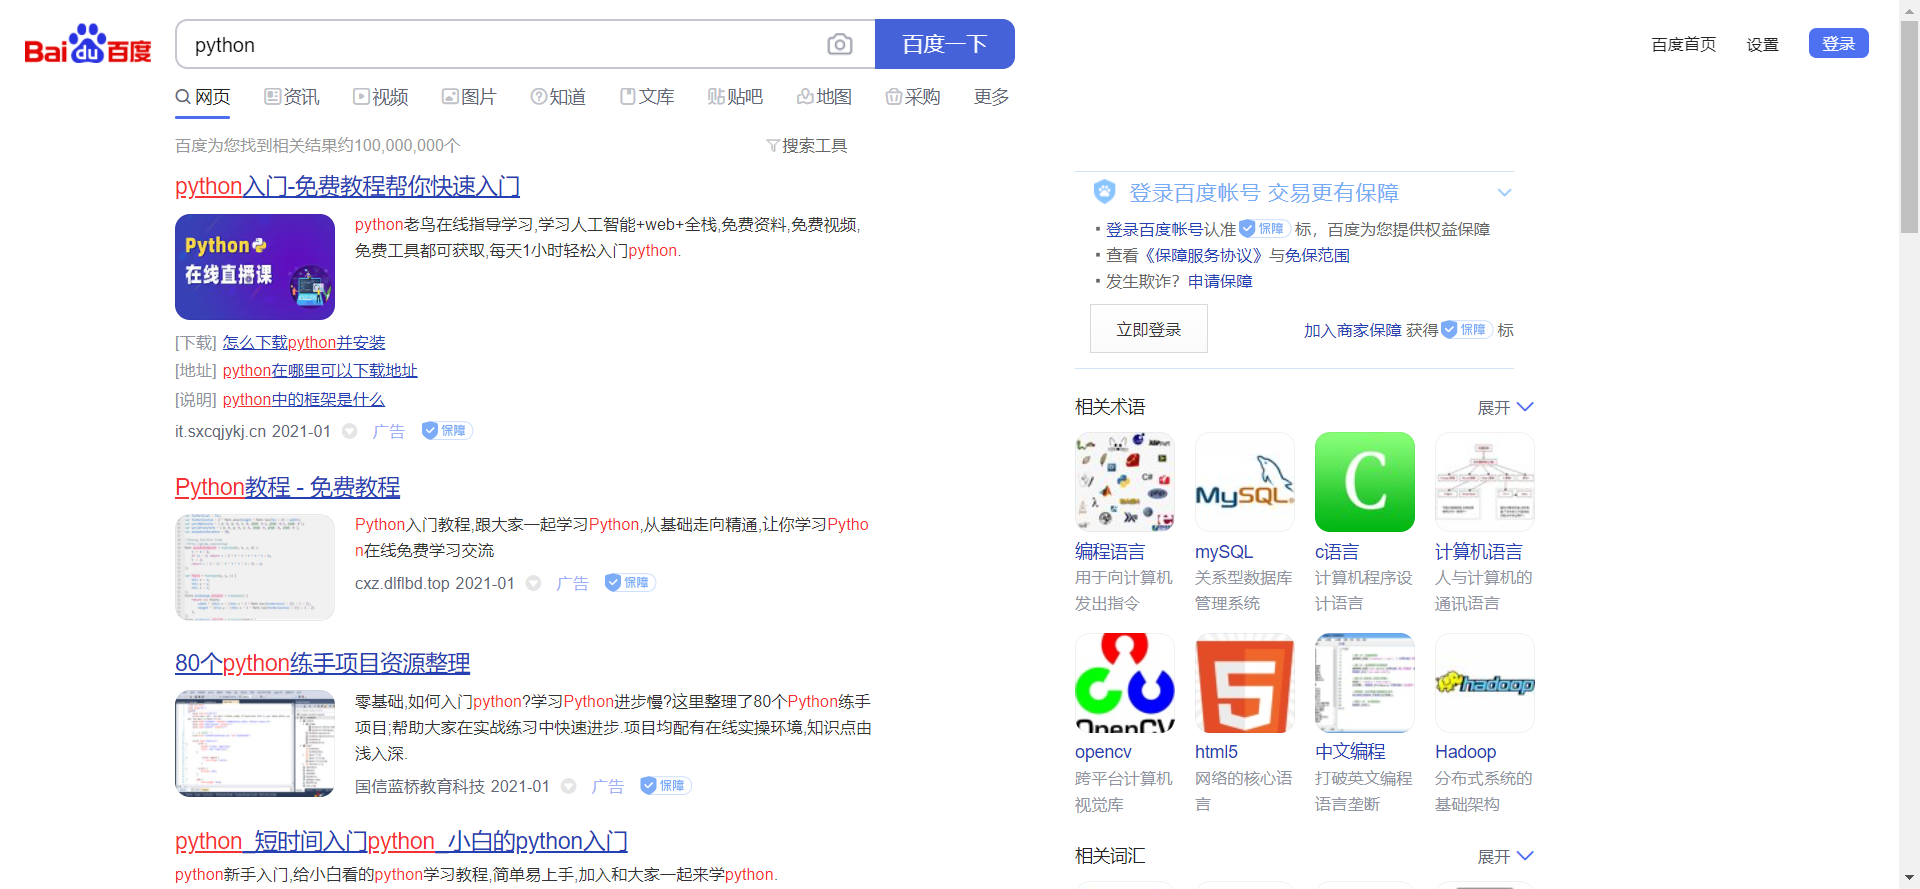 Bai du 百度
python
百度一下
百度首页 设置 登录
网页 资讯 视频 图片 知道 文库 贴吧 地图 采购 更多
百度为您找到相关结果约100,000,000个
搜索工具
python入门-免费教程帮你快速入门
Python
在线直播课
python老鸟在线指导学习,学习人工智能+web+全栈,免费资料,免费视频,
免费工具都可获取,每天1小时轻松入门python.
[下载] 怎么下载python并安装
[地址] python在哪里可以下载地址
[说明] python中的框架是什么
it.sxcqjykj.cn 2021-01 广告 保障
Python教程 - 免费教程
Python入门教程,跟大家一起学习Python,从基础走向精通,让你学习Pytho
n在线免费学习交流
cxz.dlflbd.top 2021-01 广告 保障
80个python练手项目资源整理
零基础,如何入门python?学习Python进步慢?这里整理了80个Python练手
项目;帮助大家在实战练习中快速进步.项目均配有在线实操环境,知识点由
浅入深.
国信蓝桥教育科技 2021-01 广告 保障
python_短时间入门python_小白的python入门
python新手入门,给小白看的python学习教程,简单易上手,加入和大家一起来学python.
登录百度帐号 交易更有保障
·登录百度帐号认准 保障 标，百度为您提供权益保障
·查看《保障服务协议》与免保范围
·发生欺诈？申请保障
立即登录
加入商家保障 获得 保障 标
相关术语 展开
MySQL C
编程语言 mySQL c语言 计算机语言
用于向计算机 关系型数据库 计算机程序设 人与计算机的
发出指令 管理系统 计语言 通讯语言
OpenCV 5 hadoop
opencv html5 中文编程 Hadoop
跨平台计算机 网络的核心语 打破英文编程 分布式系统的
视觉库 言 语言垄断 基础架构
相关词汇 展开